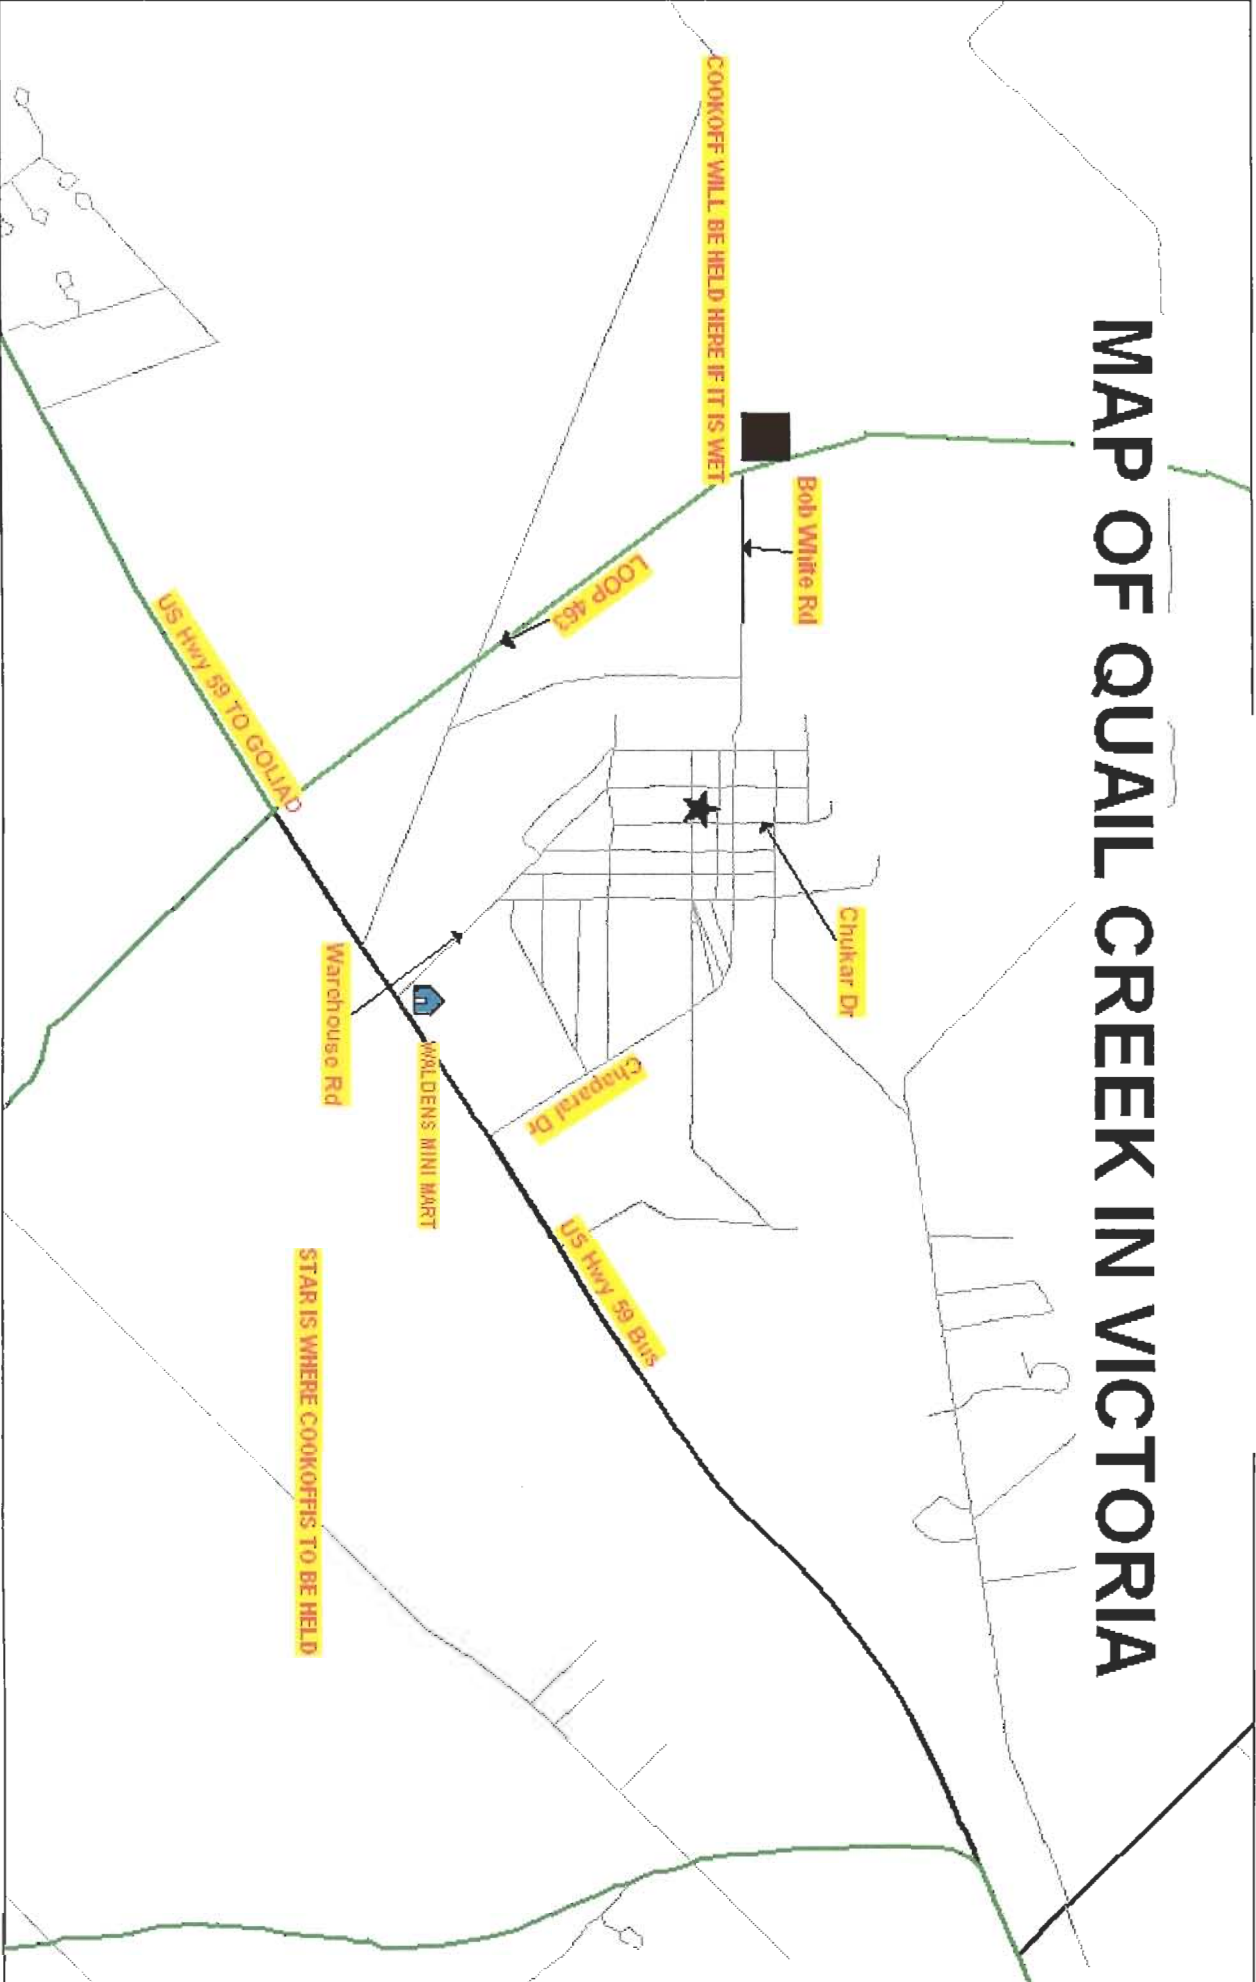 MAP OF QUAIL CREEK IN VICTORIA
Bob White Rd
COOKOFF WILL BE HELD HERE IF IT IS WET
LOOP 463
Chukar Dr
US Hwy 59 TO GOLIAD
Chaparal Dr
Warehouse Rd
WALDENS MINI MART
US Hwy 59 Bus
STAR IS WHERE COOKOFFIS TO BE HELD